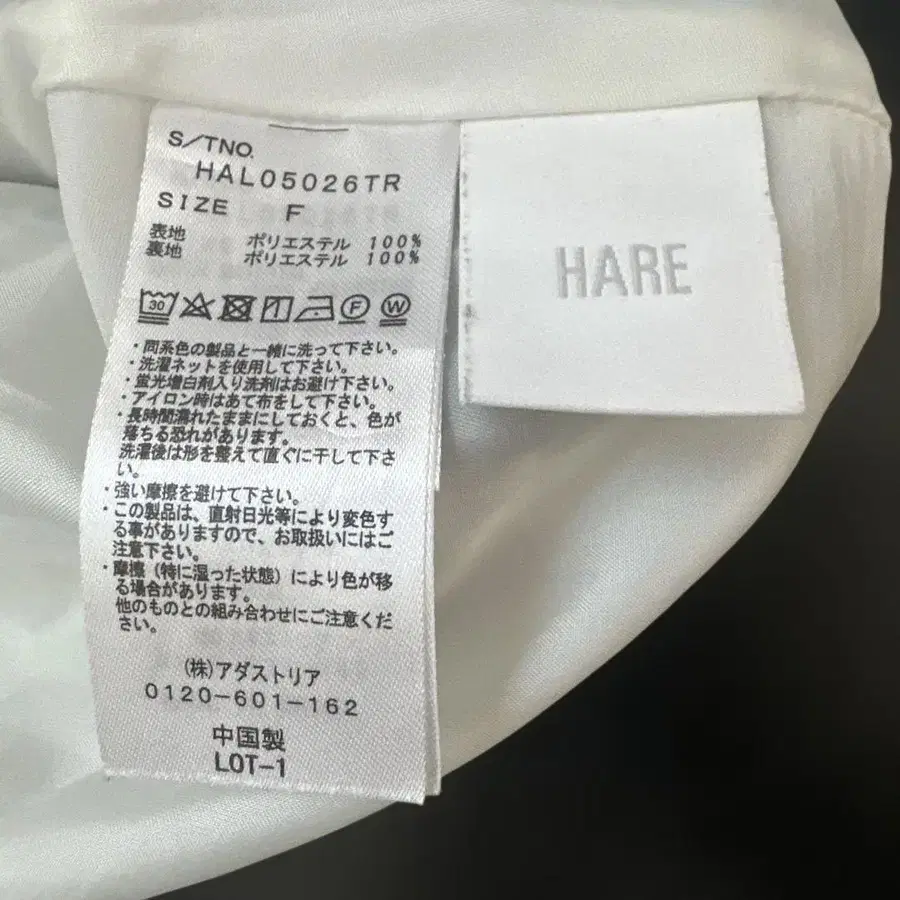 S/TNO.
HAL05026TR
SIZE F
表地 ポリエステル 100%
裏地 ポリエステル 100%
30 F W
・同系色の製品と一緒に洗って下さい。
・洗濯ネットを使用して下さい。
・蛍光増白剤入り洗剤はお避け下さい。
・アイロン時はあて布をして下さい。
・長時間濡れたままにしておくと、色が
落ちる恐れがあります。
洗濯後は形を整えて直ぐに干して下さ
い。
・強い摩擦を避けて下さい。
・この製品は、直射日光等により変色す
る事がありますので、お取扱いにはご
注意下さい。
・摩擦（特に湿った状態）により色が移
る場合があります。
他のものとの組み合わせにご注意くだ
さい。
(株)アダストリア
0120-601-162
中国製
LOT-1
HARE